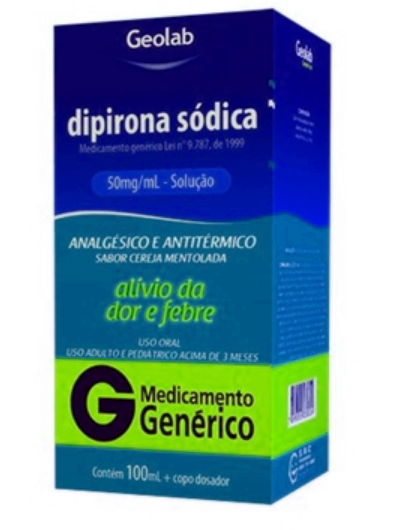 Geolab
dipirona sódica
Medicamento genérico Lei n° 9.787, de 1999
50mg/mL - Solução
ANALGÉSICO E ANTITÉRMICO
SABOR CEREJA MENTOLADA
alívio da
dor e febre
USO ORAL
USO ADULTO E PEDIÁTRICO ACIMA DE 3 MESES
G Medicamento
Genérico
Contém 100mL + copo dosador
Geolab